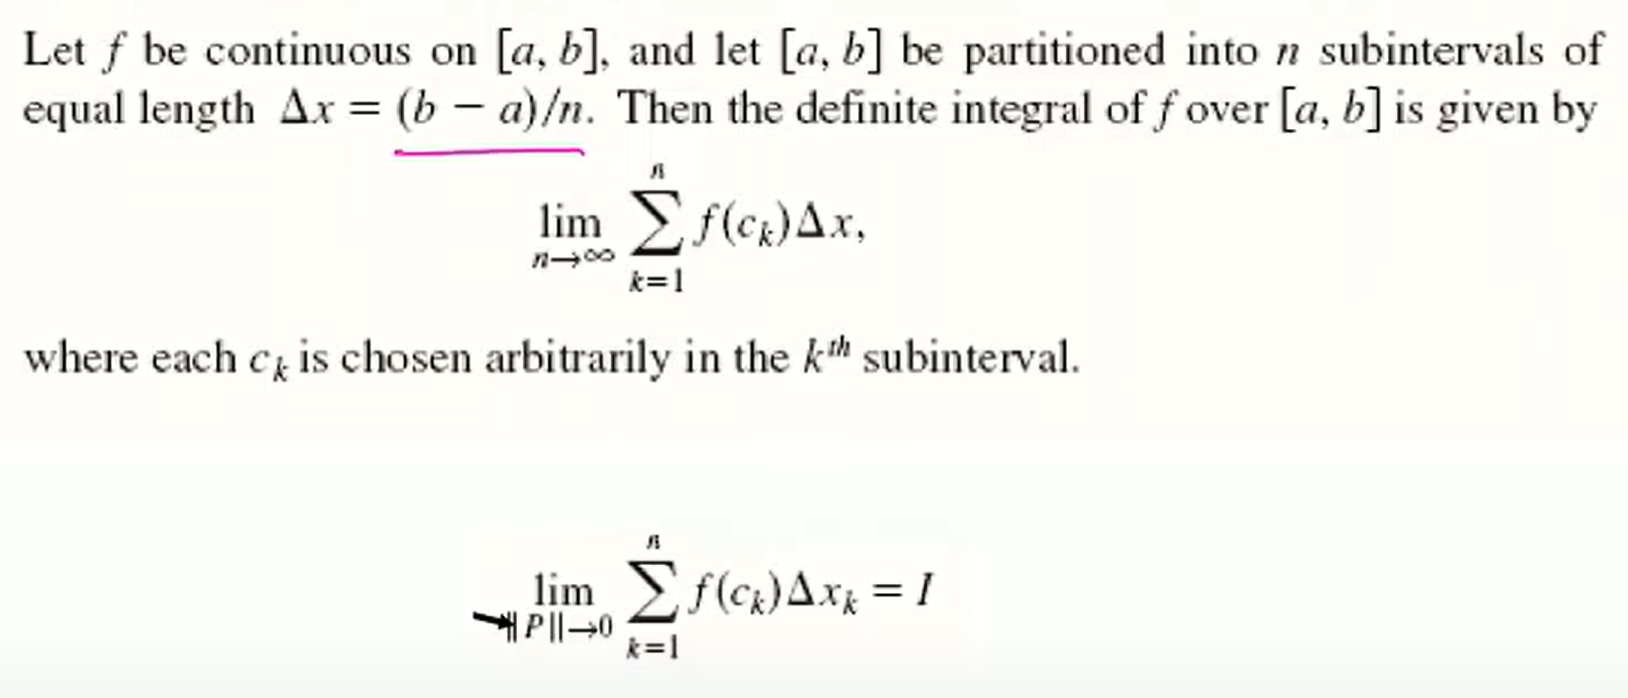 Let f be continuous on [a, b], and let [a, b] be partitioned into n subintervals of
equal length Δx = (b − a)/n. Then the definite integral of f over [a, b] is given by
lim n→∞ ∑ k=1 n f(cₖ)Δx,
where each cₖ is chosen arbitrarily in the kᵗʰ subinterval.
lim ||P||→0 ∑ k=1 n f(cₖ)Δxₖ = I